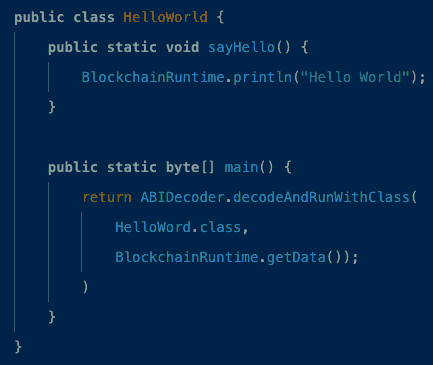 public class HelloWorld {
    public static void sayHello() {
        BlockchainRuntime.println("Hello World");
    }

    public static byte[] main() {
        return ABIDecoder.decodeAndRunWithClass(
            HelloWord.class,
            BlockchainRuntime.getData());
        )
    }
}